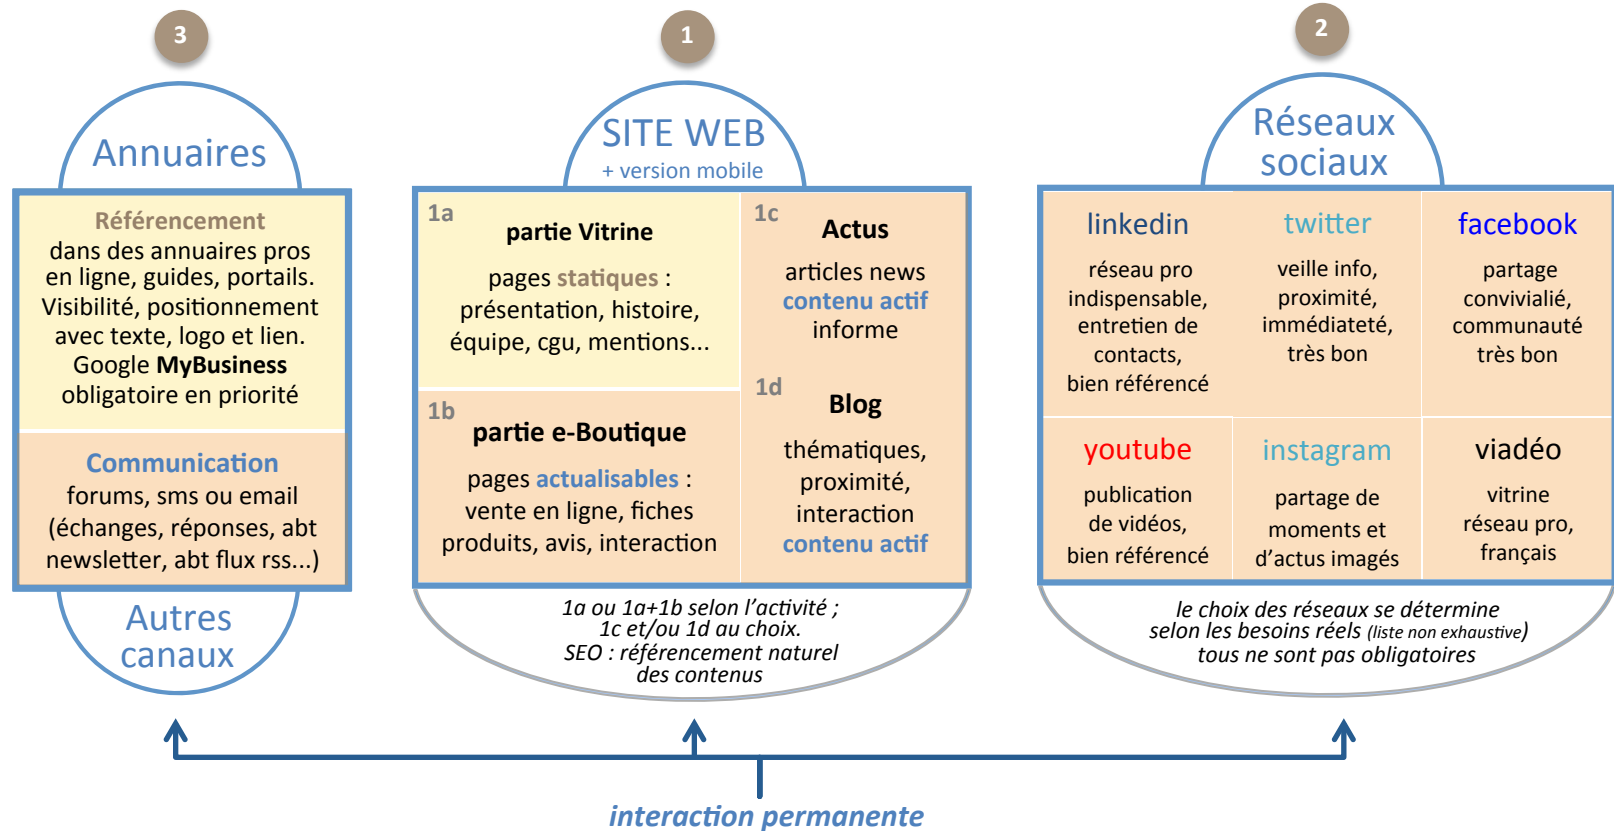 3
Annuaires
Référencement
dans des annuaires pros
en ligne, guides, portails.
Visibilité, positionnement
avec texte, logo et lien.
Google MyBusiness
obligatoire en priorité
Communication
forums, sms ou email
(échanges, réponses, abt
newsletter, abt flux rss...)
Autres
canaux
1
SITE WEB
+ version mobile
1a
partie Vitrine
pages statiques :
présentation, histoire,
équipe, cgu, mentions...
1b
partie e-Boutique
pages actualisables :
vente en ligne, fiches
produits, avis, interaction
1c
Actus
articles news
contenu actif
informe
1d
Blog
thématiques,
proximité,
interaction
contenu actif
1a ou 1a+1b selon l’activité ;
1c et/ou 1d au choix.
SEO : référencement naturel
des contenus
2
Réseaux
sociaux
linkedin
réseau pro
indispensable,
entretien de
contacts,
bien référencé
twitter
veille info,
proximité,
immédiateté,
très bon
facebook
partage
convivialié,
communauté
très bon
youtube
publication
de vidéos,
bien référencé
instagram
partage de
moments et
d’actus imagés
viadéo
vitrine
réseau pro,
français
le choix des réseaux se détermine
selon les besoins réels (liste non exhaustive)
tous ne sont pas obligatoires
interaction permanente